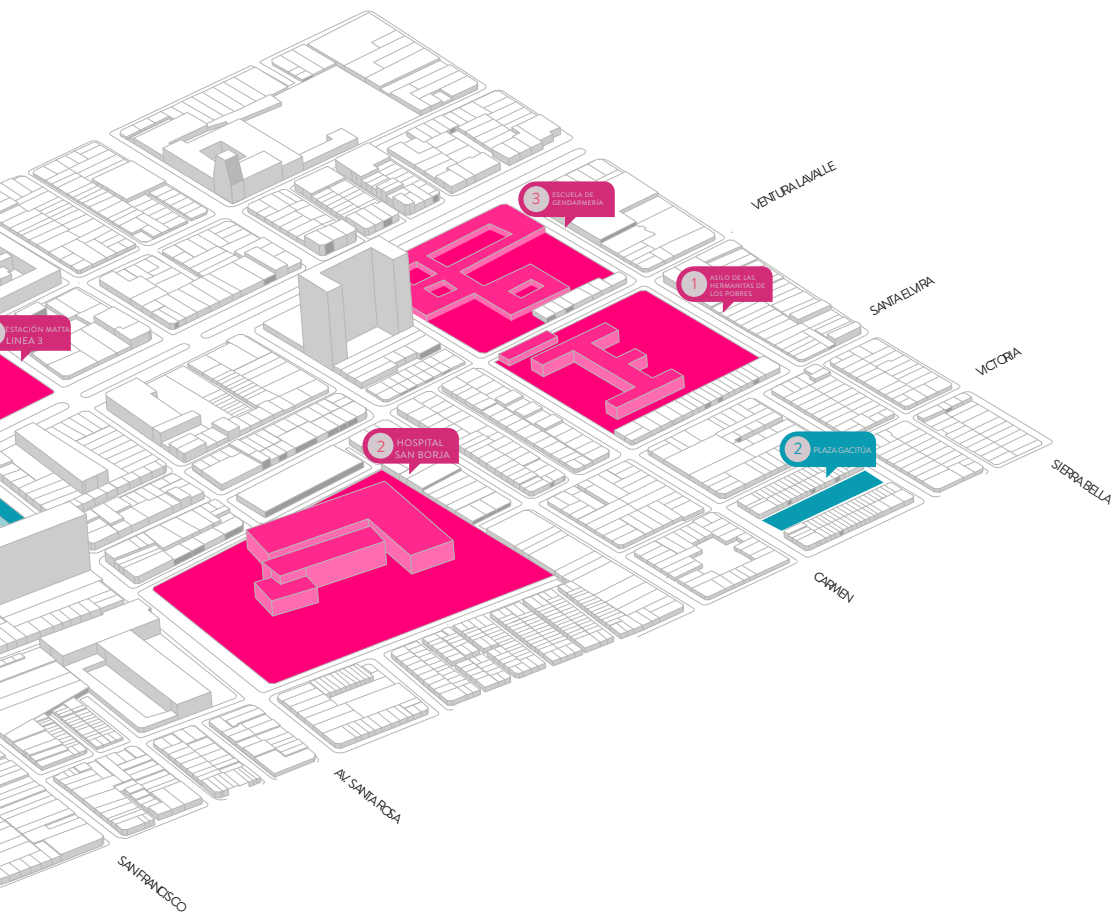 VENTURA LAVALLE
3
ESCUELA DE
GENDARMERÍA
1
ASILO DE LAS
HERMANITAS DE
LOS POBRES
SANTA ELVIRA
ESTACIÓN MATTA
LINEA 3
VICTORIA
2
HOSPITAL
SAN BORJA
2
PLAZA GACITÚA
SIERRA BELLA
CARMEN
AV. SANTA ROSA
SAN FRANCISCO